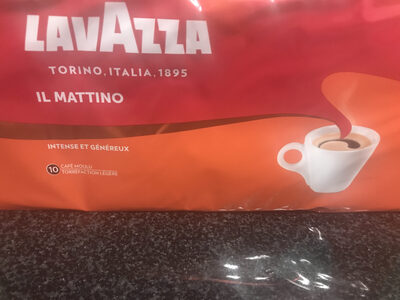 LAVAZZA
TORINO, ITALIA, 1895
IL MATTINO
INTENSE ET GÉNÉREUX
10 CAFÉ MOULU
TORRÉFACTION LÉGÈRE